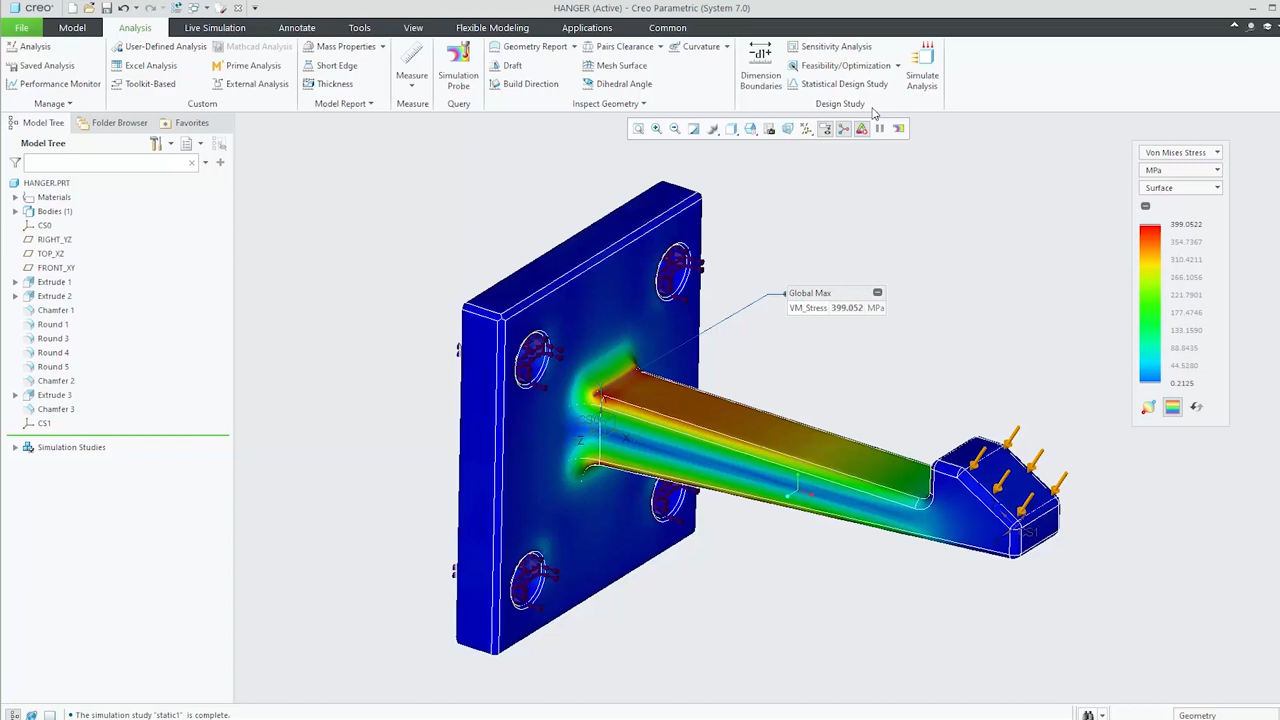 creo
HANGER (Active) - Creo Parametric (System 7.0)
File Model Analysis Live Simulation Annotate Tools View Flexible Modeling Applications Common
Analysis
Saved Analysis
Performance Monitor
Manage
User-Defined Analysis
Excel Analysis
Toolkit-Based
Mathcad Analysis
Prime Analysis
External Analysis
Custom
Mass Properties
Short Edge
Thickness
Model Report
Measure
Measure
Simulation
Probe
Query
Geometry Report
Draft
Build Direction
Pairs Clearance
Mesh Surface
Dihedral Angle
Curvature
Inspect Geometry
Dimension
Boundaries
Sensitivity Analysis
Feasibility/Optimization
Statistical Design Study
Simulate
Analysis
Design Study
Model Tree Folder Browser Favorites
Model Tree
HANGER.PRT
Materials
Bodies (1)
CS0
RIGHT_YZ
TOP_XZ
FRONT_XY
Extrude 1
Extrude 2
Chamfer 1
Round 1
Round 3
Round 4
Round 5
Chamfer 2
Extrude 3
Chamfer 3
CS1
Simulation Studies
Global Max
VM_Stress 399.052 MPa
Z
CS1
Von Mises Stress
MPa
Surface
399.0522
354.7367
310.4211
266.1056
221.7901
177.4746
133.1590
88.8435
44.5280
0.2125
The simulation study "static1" is complete.
Geometry